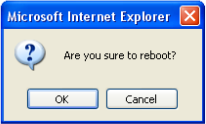 Microsoft Internet Explorer
Are you sure to reboot?
OK
Cancel